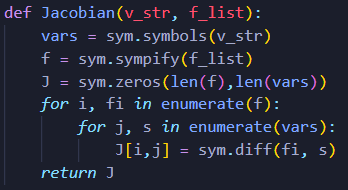 def Jacobian(v_str, f_list):
    vars = sym.symbols(v_str)
    f = sym.sympify(f_list)
    J = sym.zeros(len(f),len(vars))
    for i, fi in enumerate(f):
        for j, s in enumerate(vars):
            J[i,j] = sym.diff(fi, s)
    return J